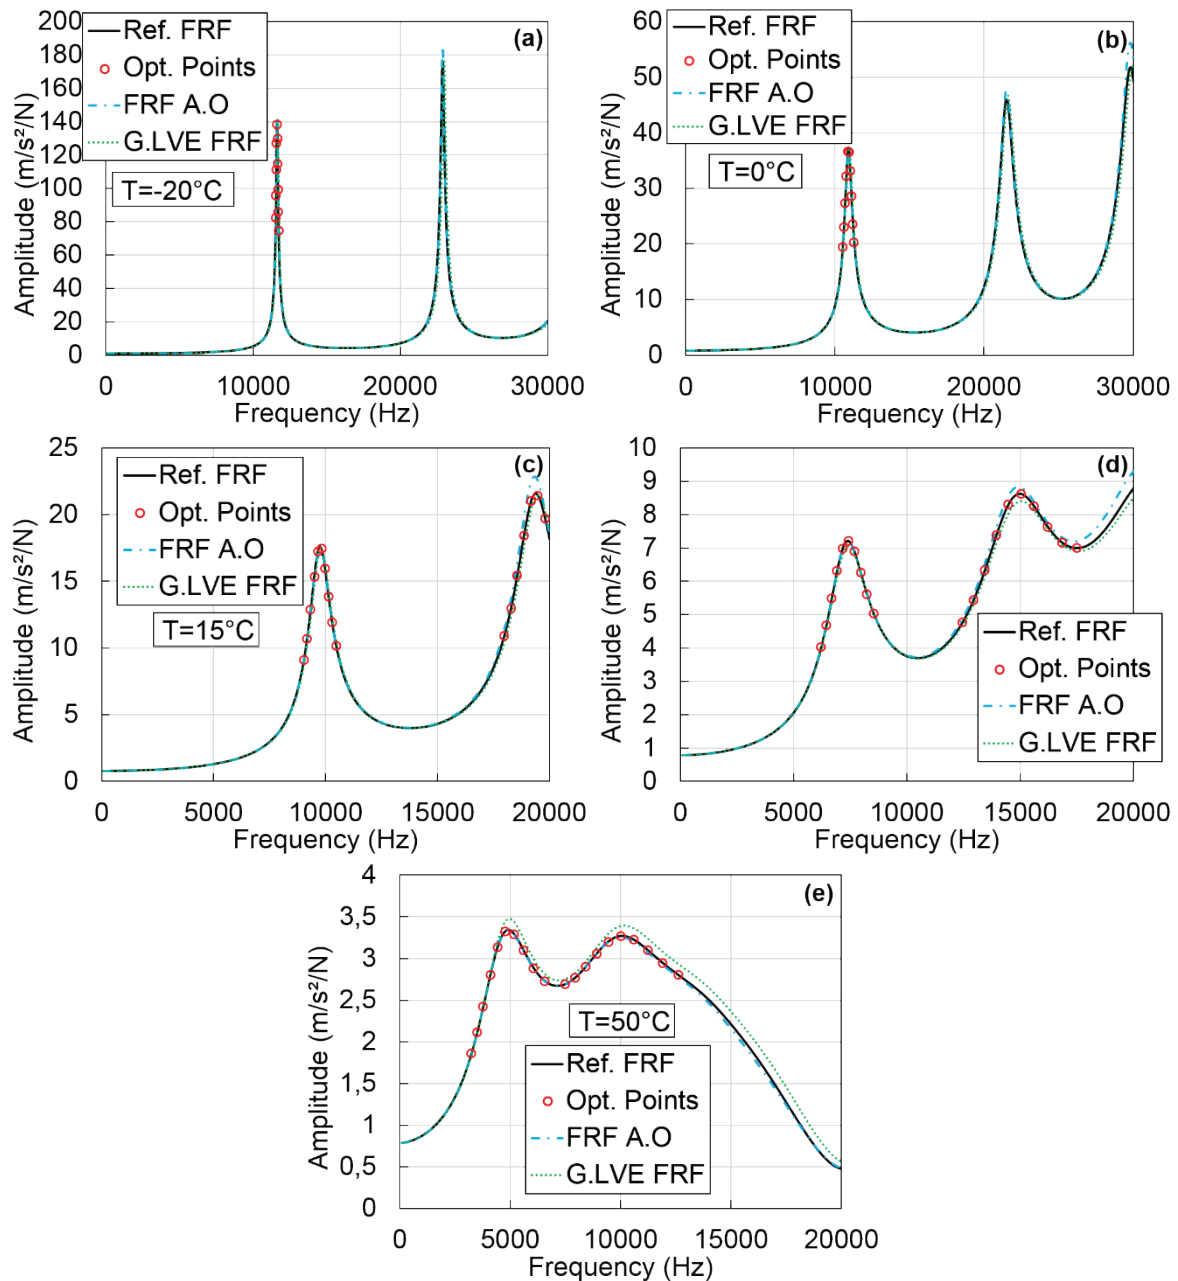 (a)
Ref. FRF
Opt. Points
FRF A.O
G.LVE FRF
T=-20°C
Amplitude (m/s²/N)
200
180
160
140
120
100
80
60
40
20
0
0 10000 20000 30000
Frequency (Hz)
(b)
Ref. FRF
Opt. Points
FRF A.O
G.LVE FRF
T=0°C
Amplitude (m/s²/N)
60
50
40
30
20
10
0
0 10000 20000 30000
Frequency (Hz)
(c)
Ref. FRF
Opt. Points
FRF A.O
G.LVE FRF
T=15°C
Amplitude (m/s²/N)
25
20
15
10
5
0
0 5000 10000 15000 20000
Frequency (Hz)
(d)
Ref. FRF
Opt. Points
FRF A.O
G.LVE FRF
Amplitude (m/s²/N)
10
9
8
7
6
5
4
3
2
1
0
0 5000 10000 15000 20000
Frequency (Hz)
(e)
T=50°C
Ref. FRF
Opt. Points
FRF A.O
G.LVE FRF
Amplitude (m/s²/N)
4
3,5
3
2,5
2
1,5
1
0,5
0
0 5000 10000 15000 20000
Frequency (Hz)